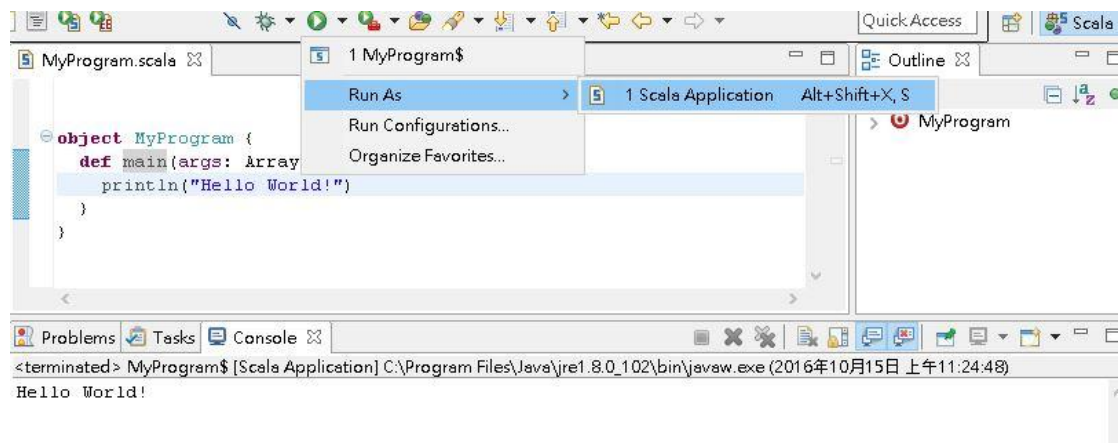 Quick Access
Scala
MyProgram.scala
1 MyProgram$
Run As
1 Scala Application Alt+Shift+X, S
Run Configurations...
Organize Favorites...
Outline
MyProgram
object MyProgram {
def main(args: Array
println("Hello World!")
}
}
Problems Tasks Console
<terminated> MyProgram$ [Scala Application] C:\Program Files\Java\jre1.8.0_102\bin\javaw.exe (2016年10月15日 上午11:24:48)
Hello World!